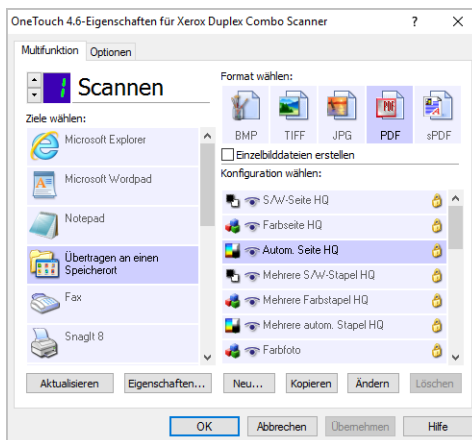 OneTouch 4.6-Eigenschaften für Xerox Duplex Combo Scanner
Multifunktion Optionen
1 Scannen
Ziele wählen:
Microsoft Explorer
Microsoft Wordpad
Notepad
Übertragen an einen
Speicherort
Fax
SnagIt 8
Format wählen:
BMP TIFF JPG PDF sPDF
Einzelbilddateien erstellen
Konfiguration wählen:
S/W-Seite HQ
Farbseite HQ
Autom. Seite HQ
Mehrere S/W-Stapel HQ
Mehrere Farbstapel HQ
Mehrere autom. Stapel HQ
Farbfoto
Aktualisieren Eigenschaften... Neu... Kopieren Ändern Löschen
OK Abbrechen Übernehmen Hilfe